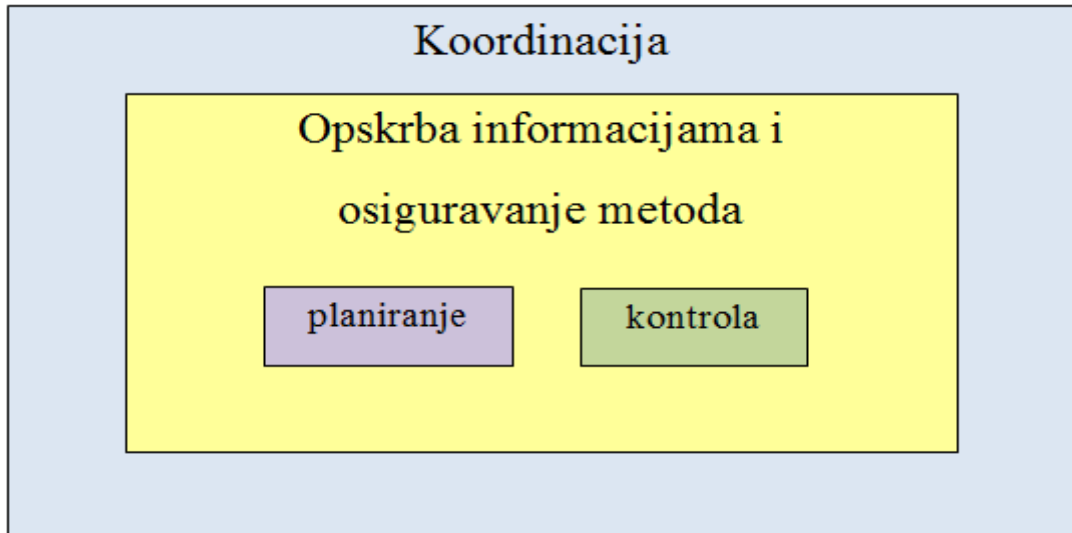 Koordinacija
Opskrba informacijama i
osiguravanje metoda
planiranje
kontrola